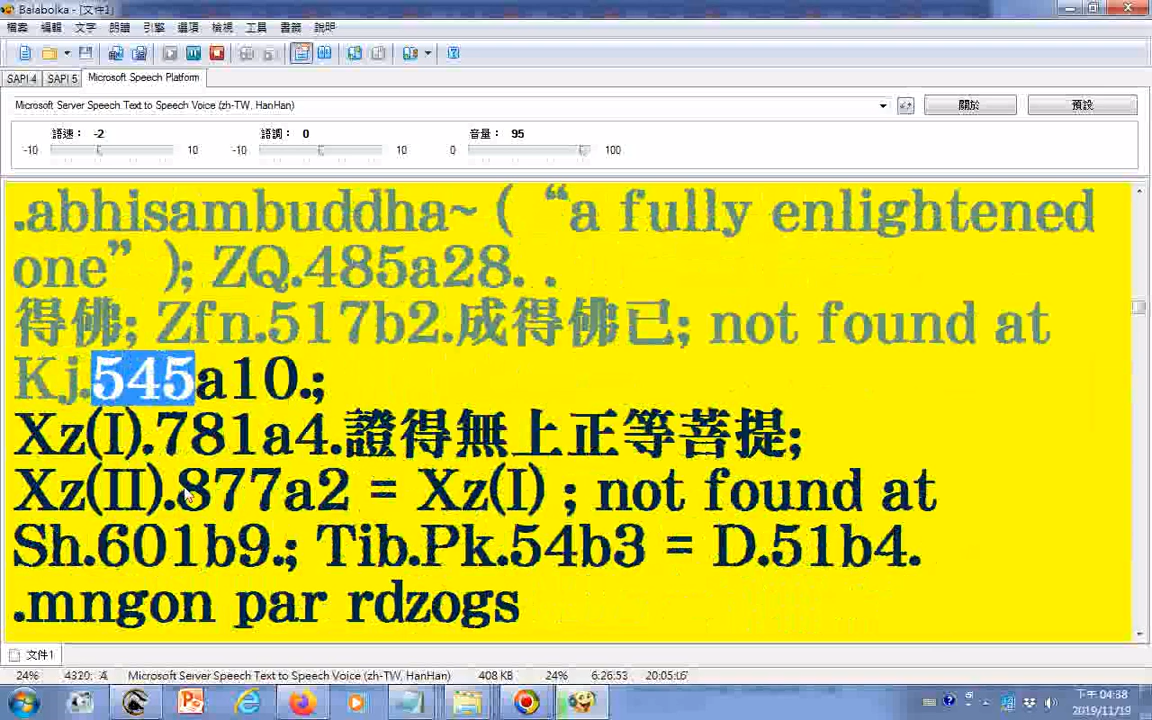 Balabolka - [文件1]
檔案 編輯 文字 朗讀 引擎 選項 檢視 工具 書籤 說明
SAPI 4 SAPI 5 Microsoft Speech Platform
Microsoft Server Speech Text to Speech Voice (zh-TW, HanHan) 關於 預設
語速： -2 語調： 0 音量： 95
-10 10 -10 10 0 100
.abhisambuddha~ (“a fully enlightened
one”); ZQ.485a28. .
得佛; Zfn.517b2.成得佛已; not found at
Kj.545a10.;
Xz(I).781a4.證得無上正等菩提;
Xz(II).877a2 = Xz(I) ; not found at
Sh.601b9.; Tib.Pk.54b3 = D.51b4.
.mngon par rdzogs
文件1
24% Microsoft Server Speech Text to Speech Voice (zh-TW, HanHan) 408 KB 24% 6:26:53
下午 04:38
2019/11/19